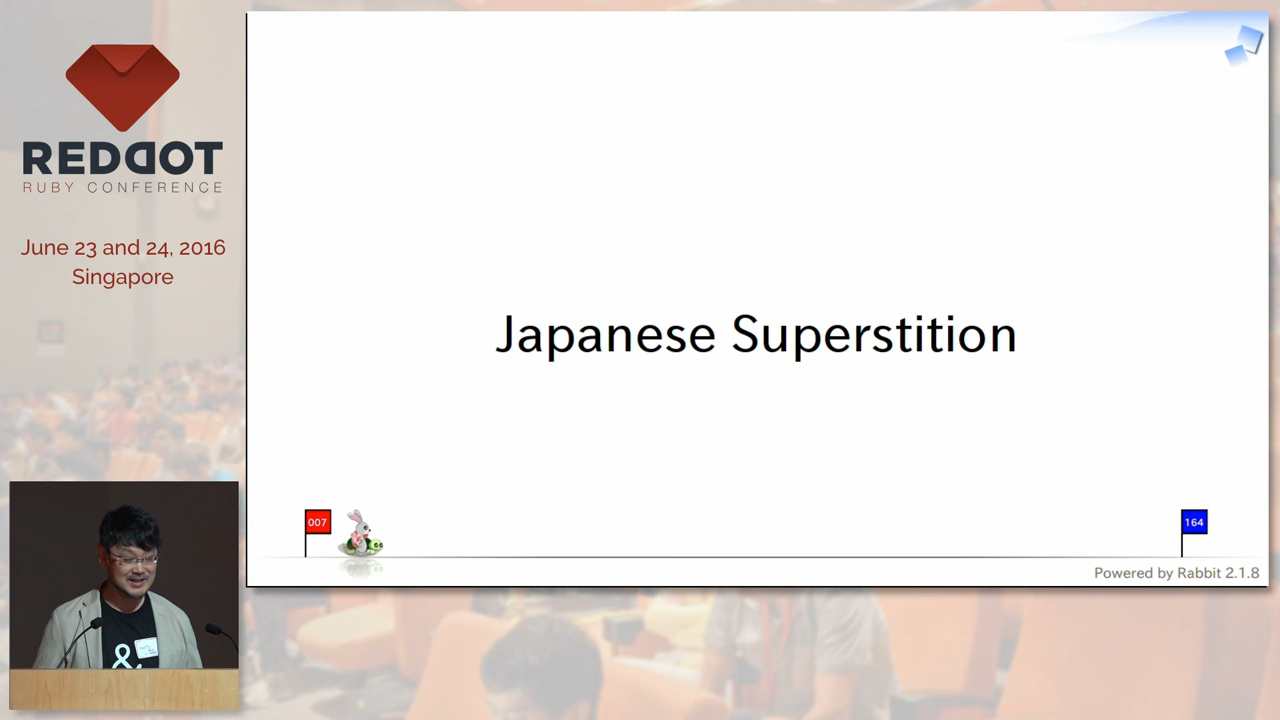 REDDOT
RUBY CONFERENCE
June 23 and 24, 2016
Singapore
Japanese Superstition
007
164
Powered by Rabbit 2.1.8
&